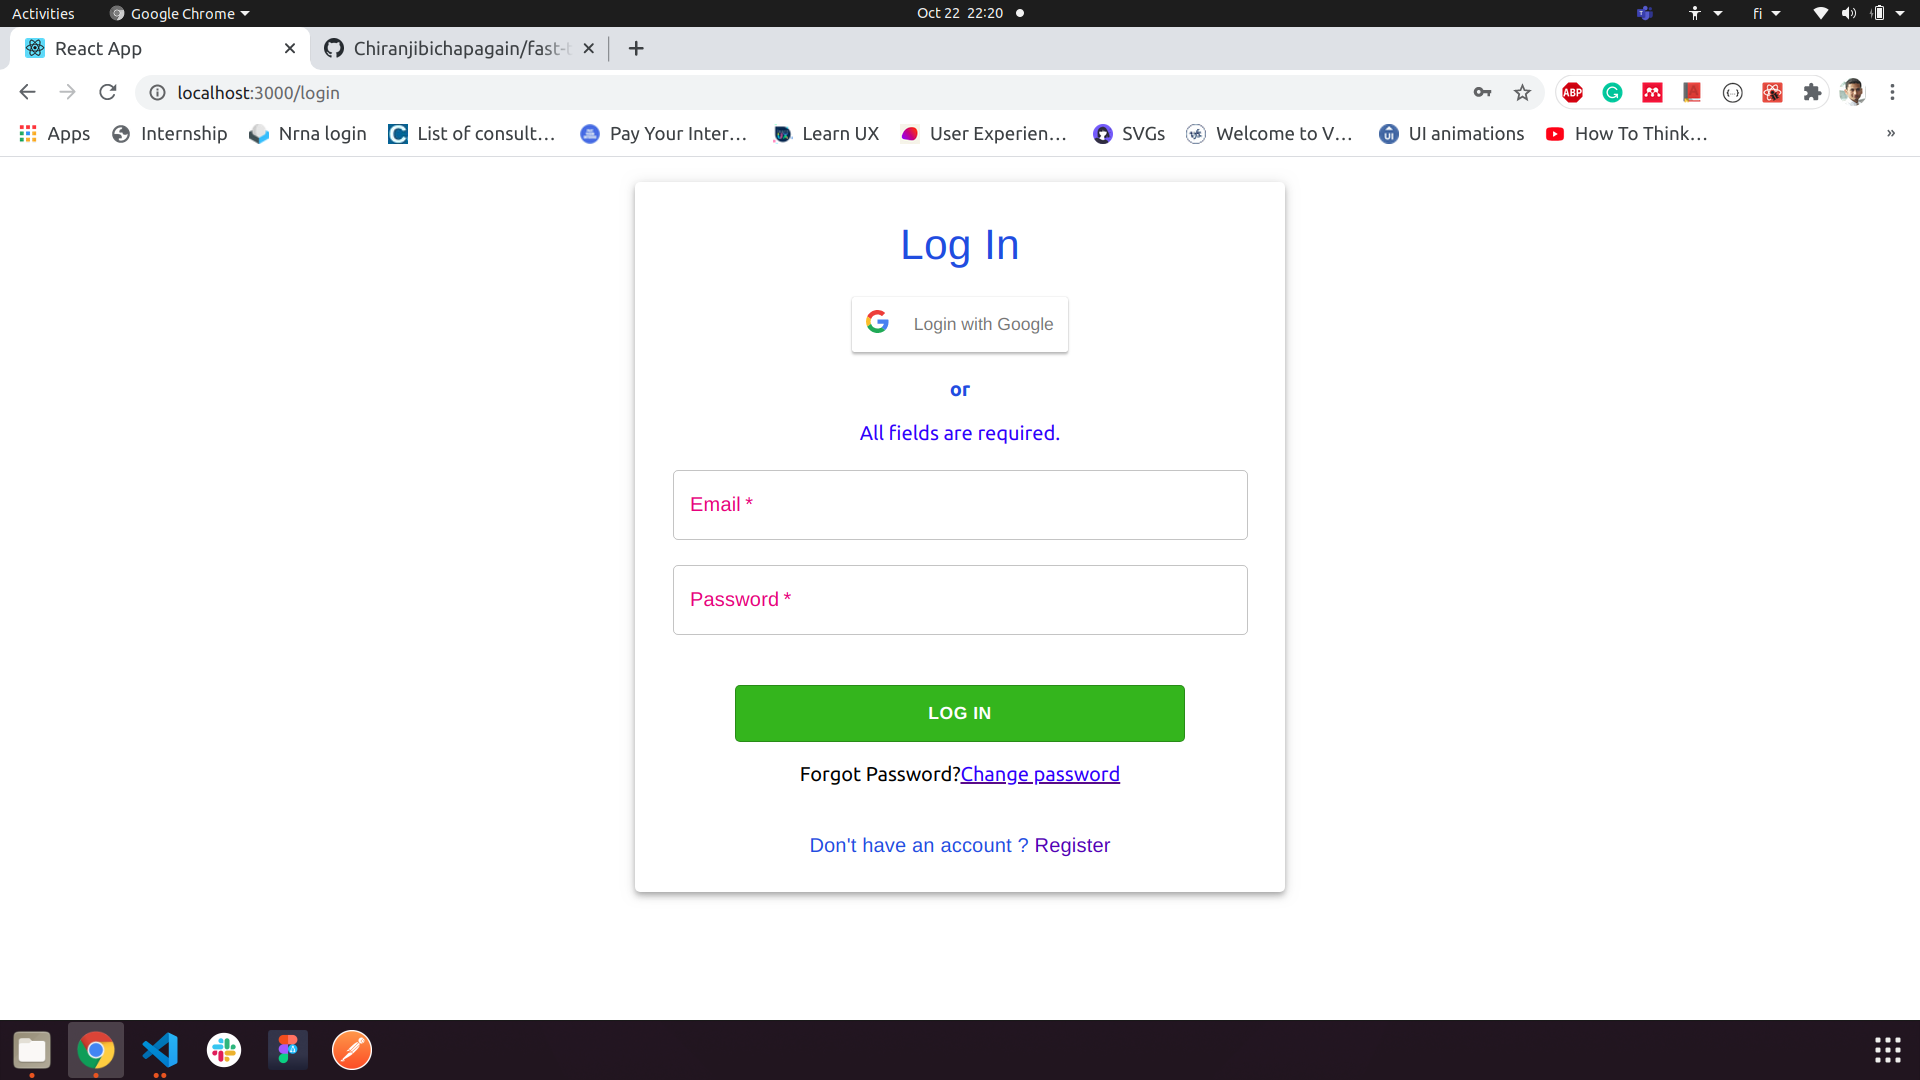 Activities
Google Chrome
Oct 22 22:20
fi
React App
Chiranjibichapagain/fast-t
localhost:3000/login
ABP
Apps
Internship
Nrna login
List of consult…
Pay Your Inter…
Learn UX
User Experien…
SVGs
Welcome to V…
UI animations
How To Think…
»
Log In
Login with Google
or
All fields are required.
Email *
Password *
LOG IN
Forgot Password?Change password
Don't have an account ? Register